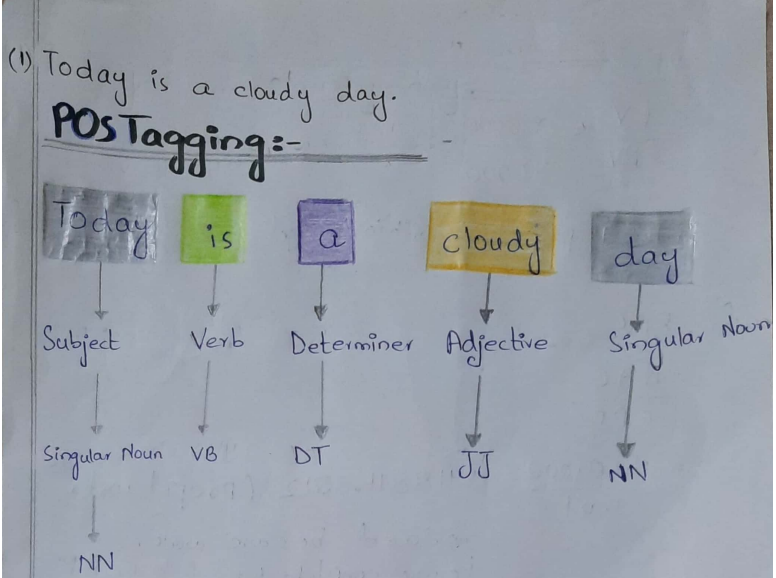 (1) Today is a cloudy day.
POS Tagging:-
Today is a cloudy day
Subject Verb Determiner Adjective Singular Noun
Singular Noun VB DT JJ NN
NN